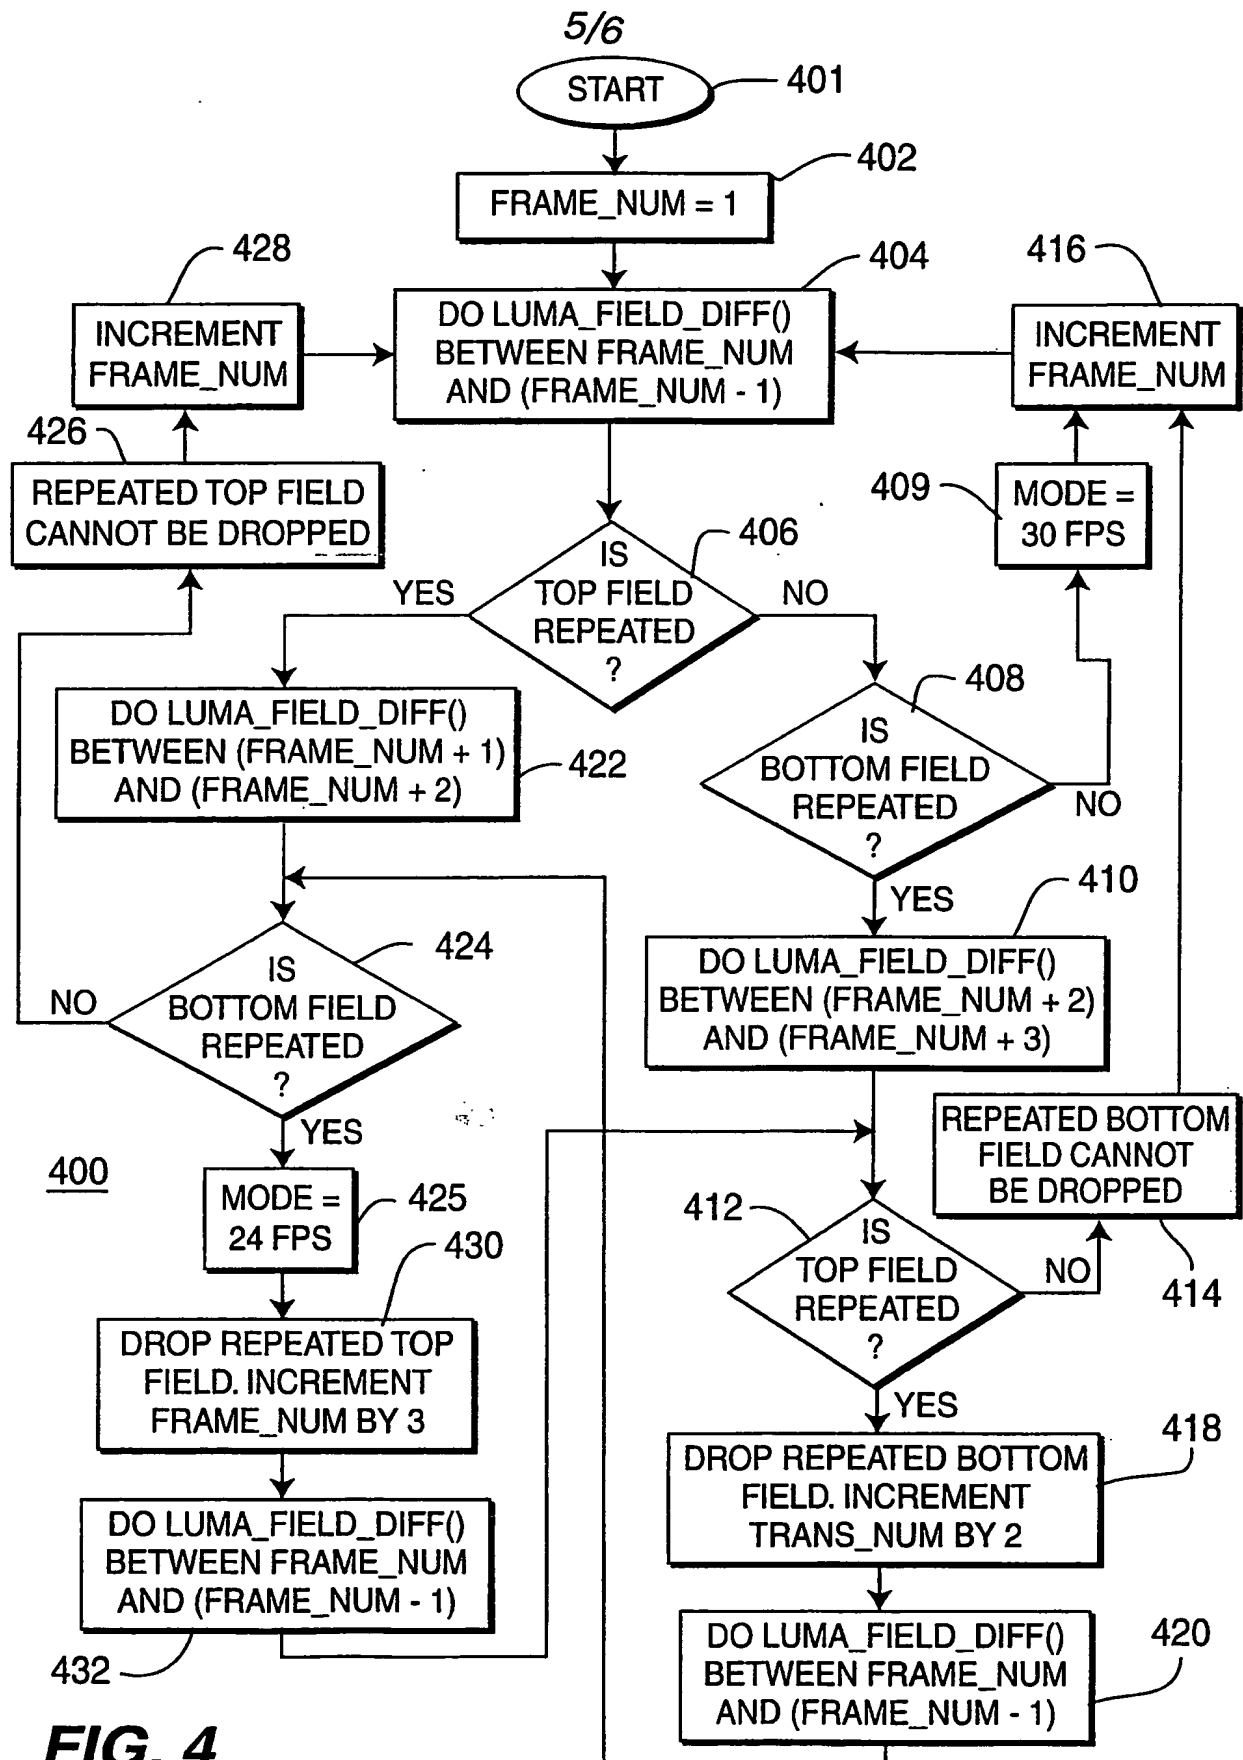 5/6
START
401
402
FRAME_NUM = 1
428
404
416
INCREMENT
FRAME_NUM
DO LUMA_FIELD_DIFF()
BETWEEN FRAME_NUM
AND (FRAME_NUM - 1)
INCREMENT
FRAME_NUM
426
REPEATED TOP FIELD
CANNOT BE DROPPED
409
MODE =
30 FPS
406
IS
TOP FIELD
REPEATED
?
YES
NO
DO LUMA_FIELD_DIFF()
BETWEEN (FRAME_NUM + 1)
AND (FRAME_NUM + 2)
422
408
IS
BOTTOM FIELD
REPEATED
?
NO
YES
410
424
IS
BOTTOM FIELD
REPEATED
?
NO
YES
DO LUMA_FIELD_DIFF()
BETWEEN (FRAME_NUM + 2)
AND (FRAME_NUM + 3)
400
MODE =
24 FPS
425
REPEATED BOTTOM
FIELD CANNOT
BE DROPPED
414
412
IS
TOP FIELD
REPEATED
?
NO
YES
430
DROP REPEATED TOP
FIELD. INCREMENT
FRAME_NUM BY 3
418
DROP REPEATED BOTTOM
FIELD. INCREMENT
TRANS_NUM BY 2
DO LUMA_FIELD_DIFF()
BETWEEN FRAME_NUM
AND (FRAME_NUM - 1)
432
DO LUMA_FIELD_DIFF()
BETWEEN FRAME_NUM
AND (FRAME_NUM - 1)
420
FIG. 4